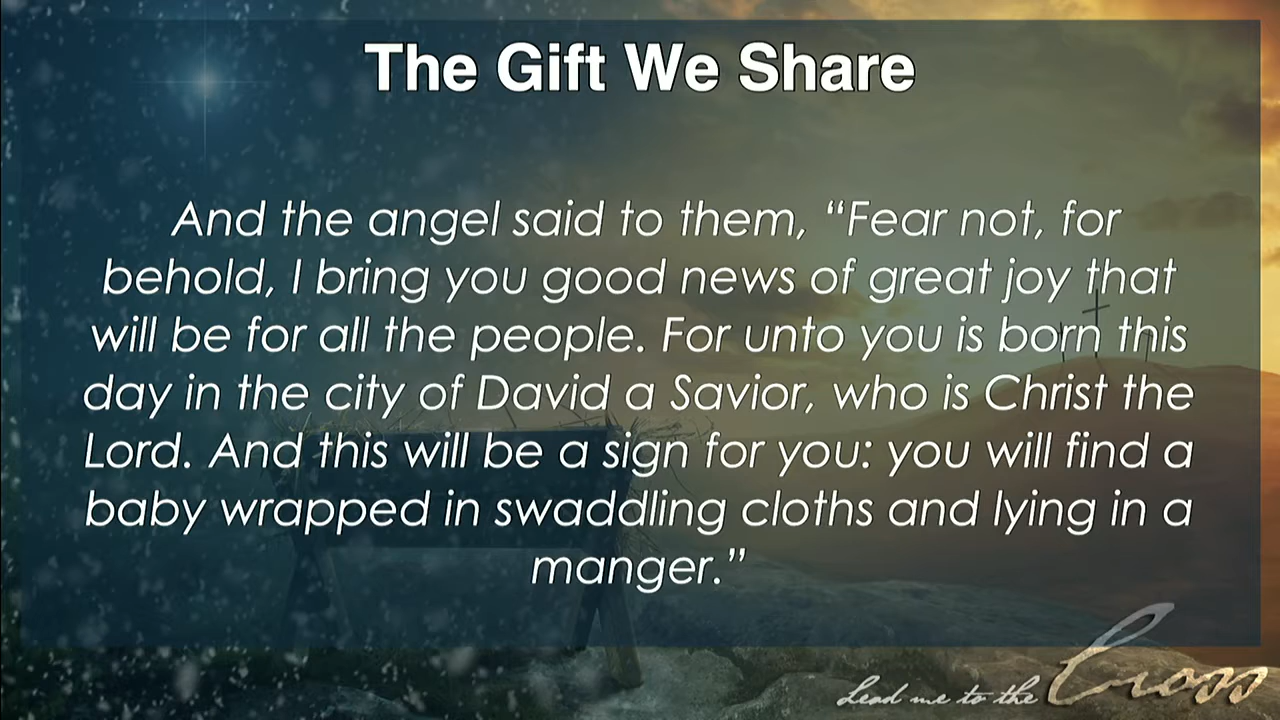 The Gift We Share
And the angel said to them, “Fear not, for
behold, I bring you good news of great joy that
will be for all the people. For unto you is born this
day in the city of David a Savior, who is Christ the
Lord. And this will be a sign for you: you will find a
baby wrapped in swaddling cloths and lying in a
manger.”
Lead me to the Cross